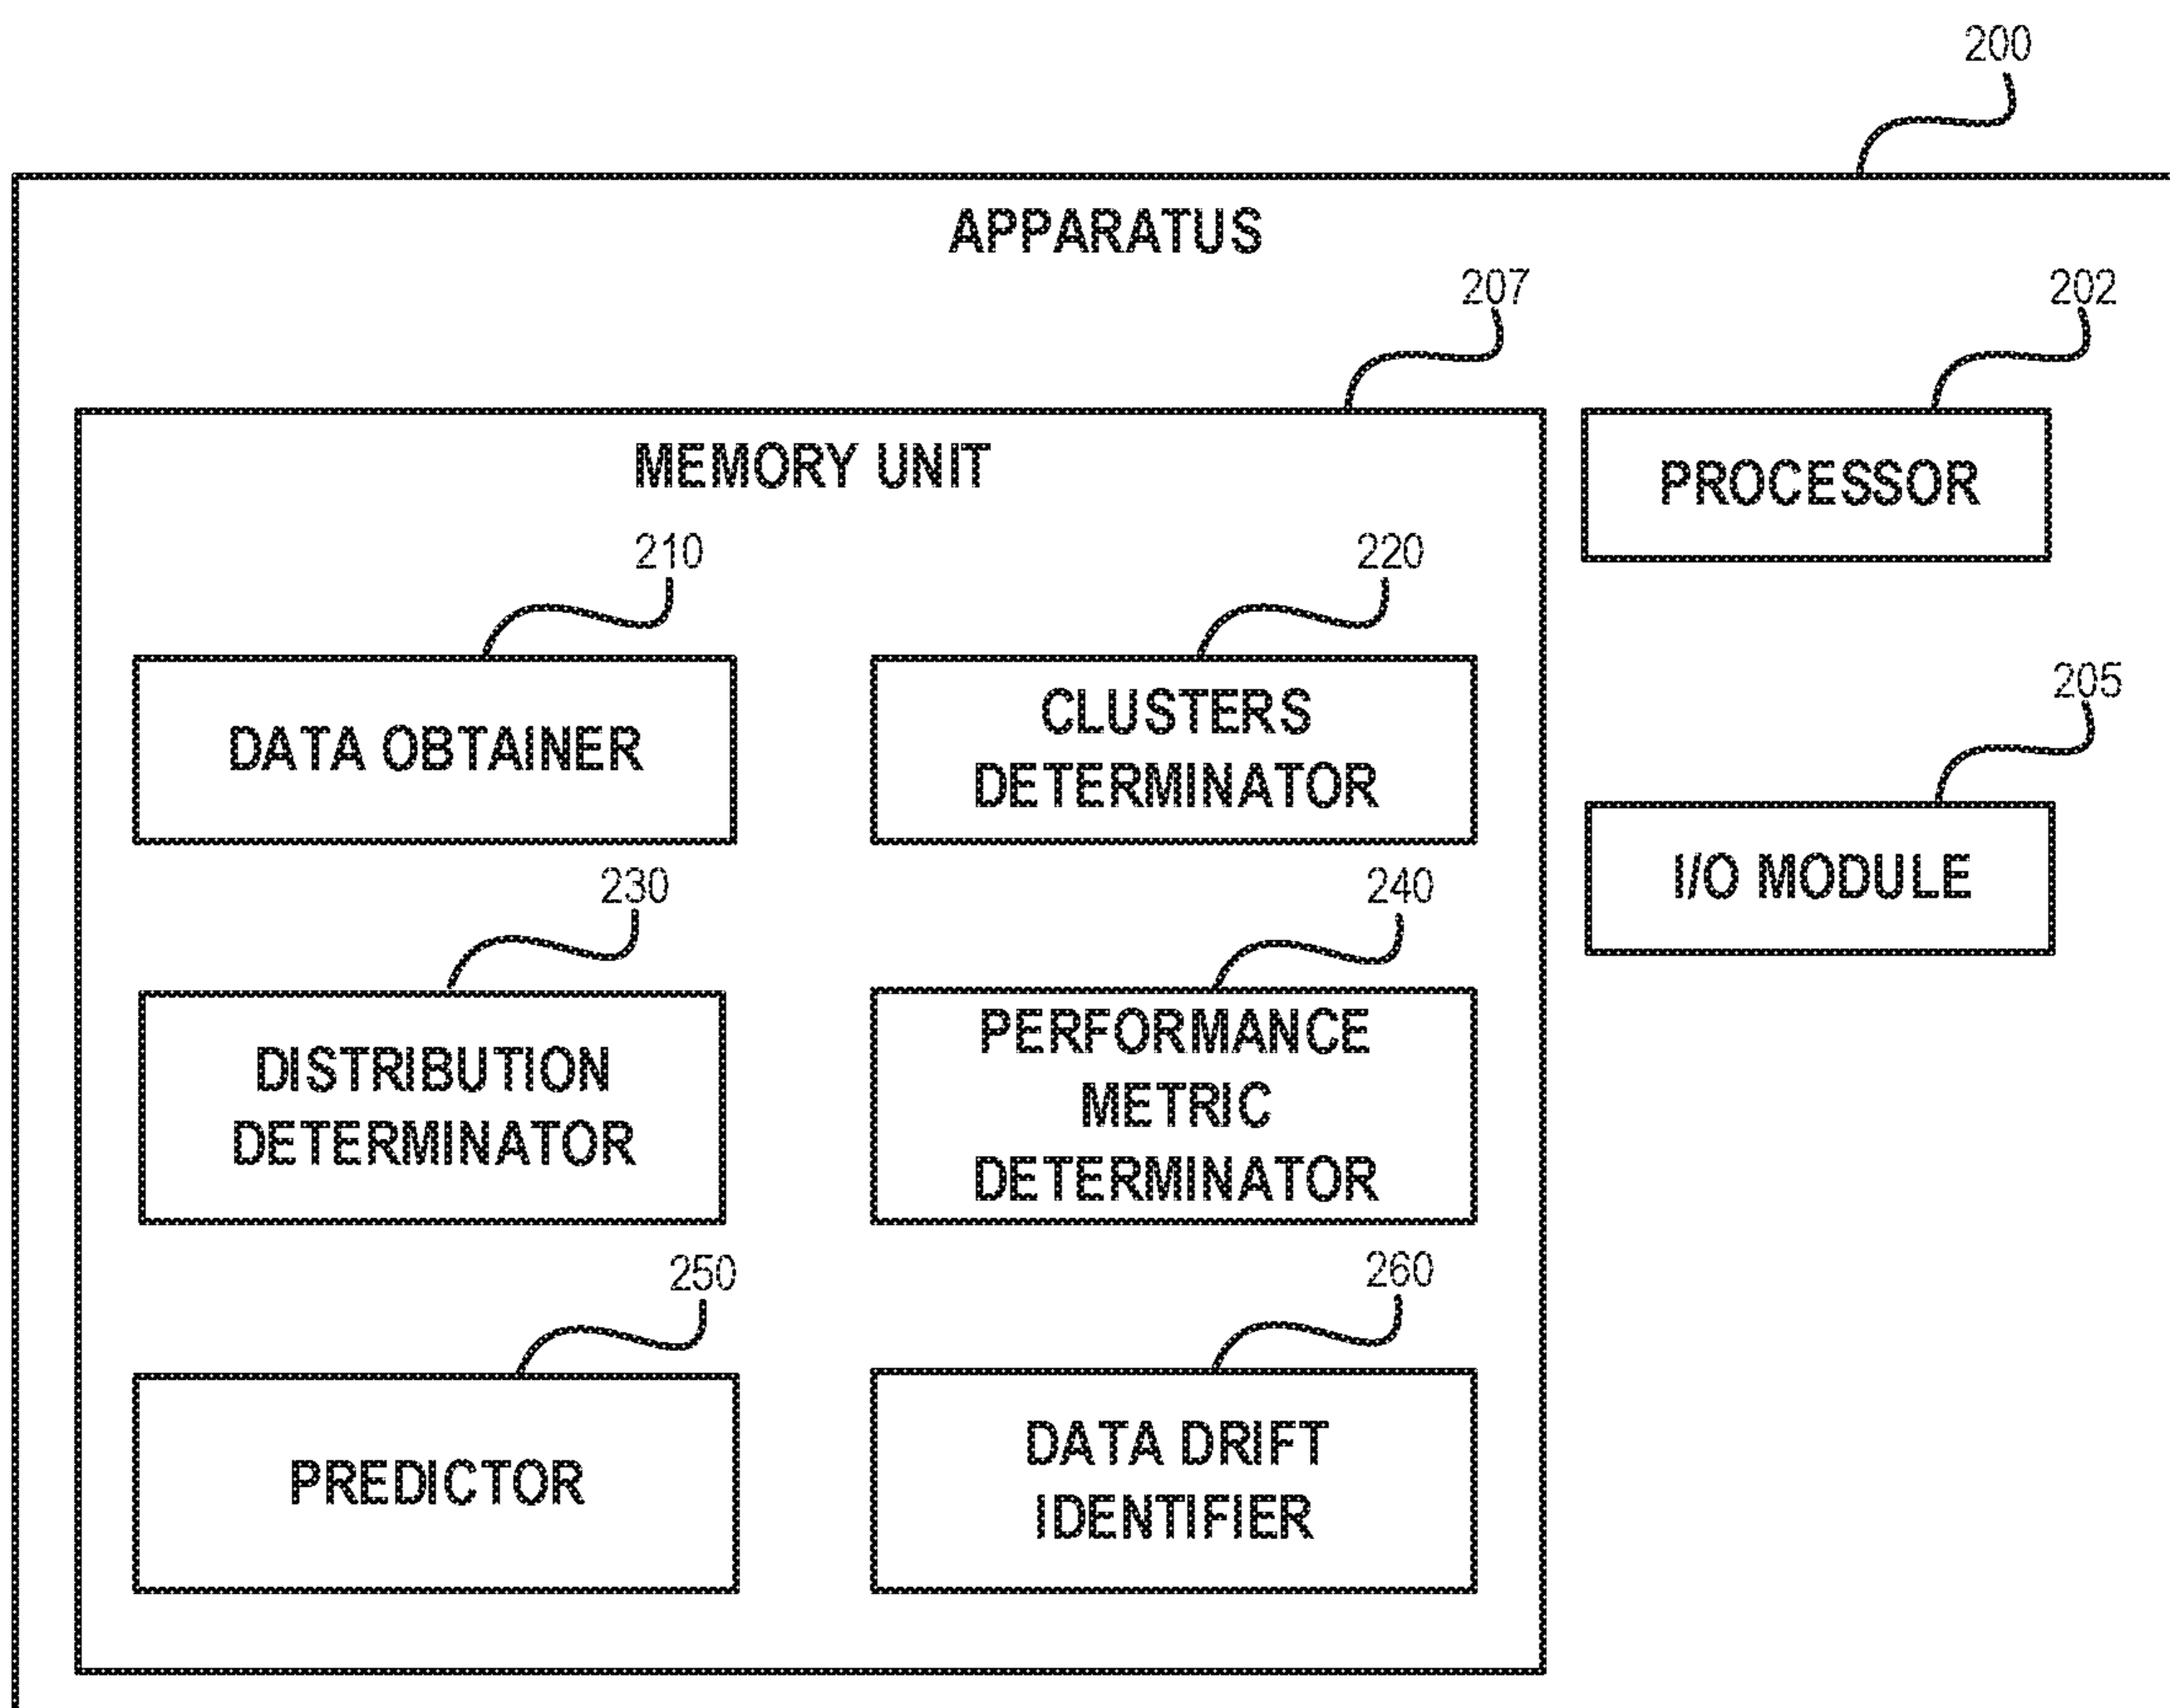 200
APPARATUS
207
202
MEMORY UNIT
PROCESSOR
210
220
DATA OBTAINER
CLUSTERS
DETERMINATOR
205
I/O MODULE
230
240
DISTRIBUTION
DETERMINATOR
PERFORMANCE
METRIC
DETERMINATOR
250
260
PREDICTOR
DATA DRIFT
IDENTIFIER